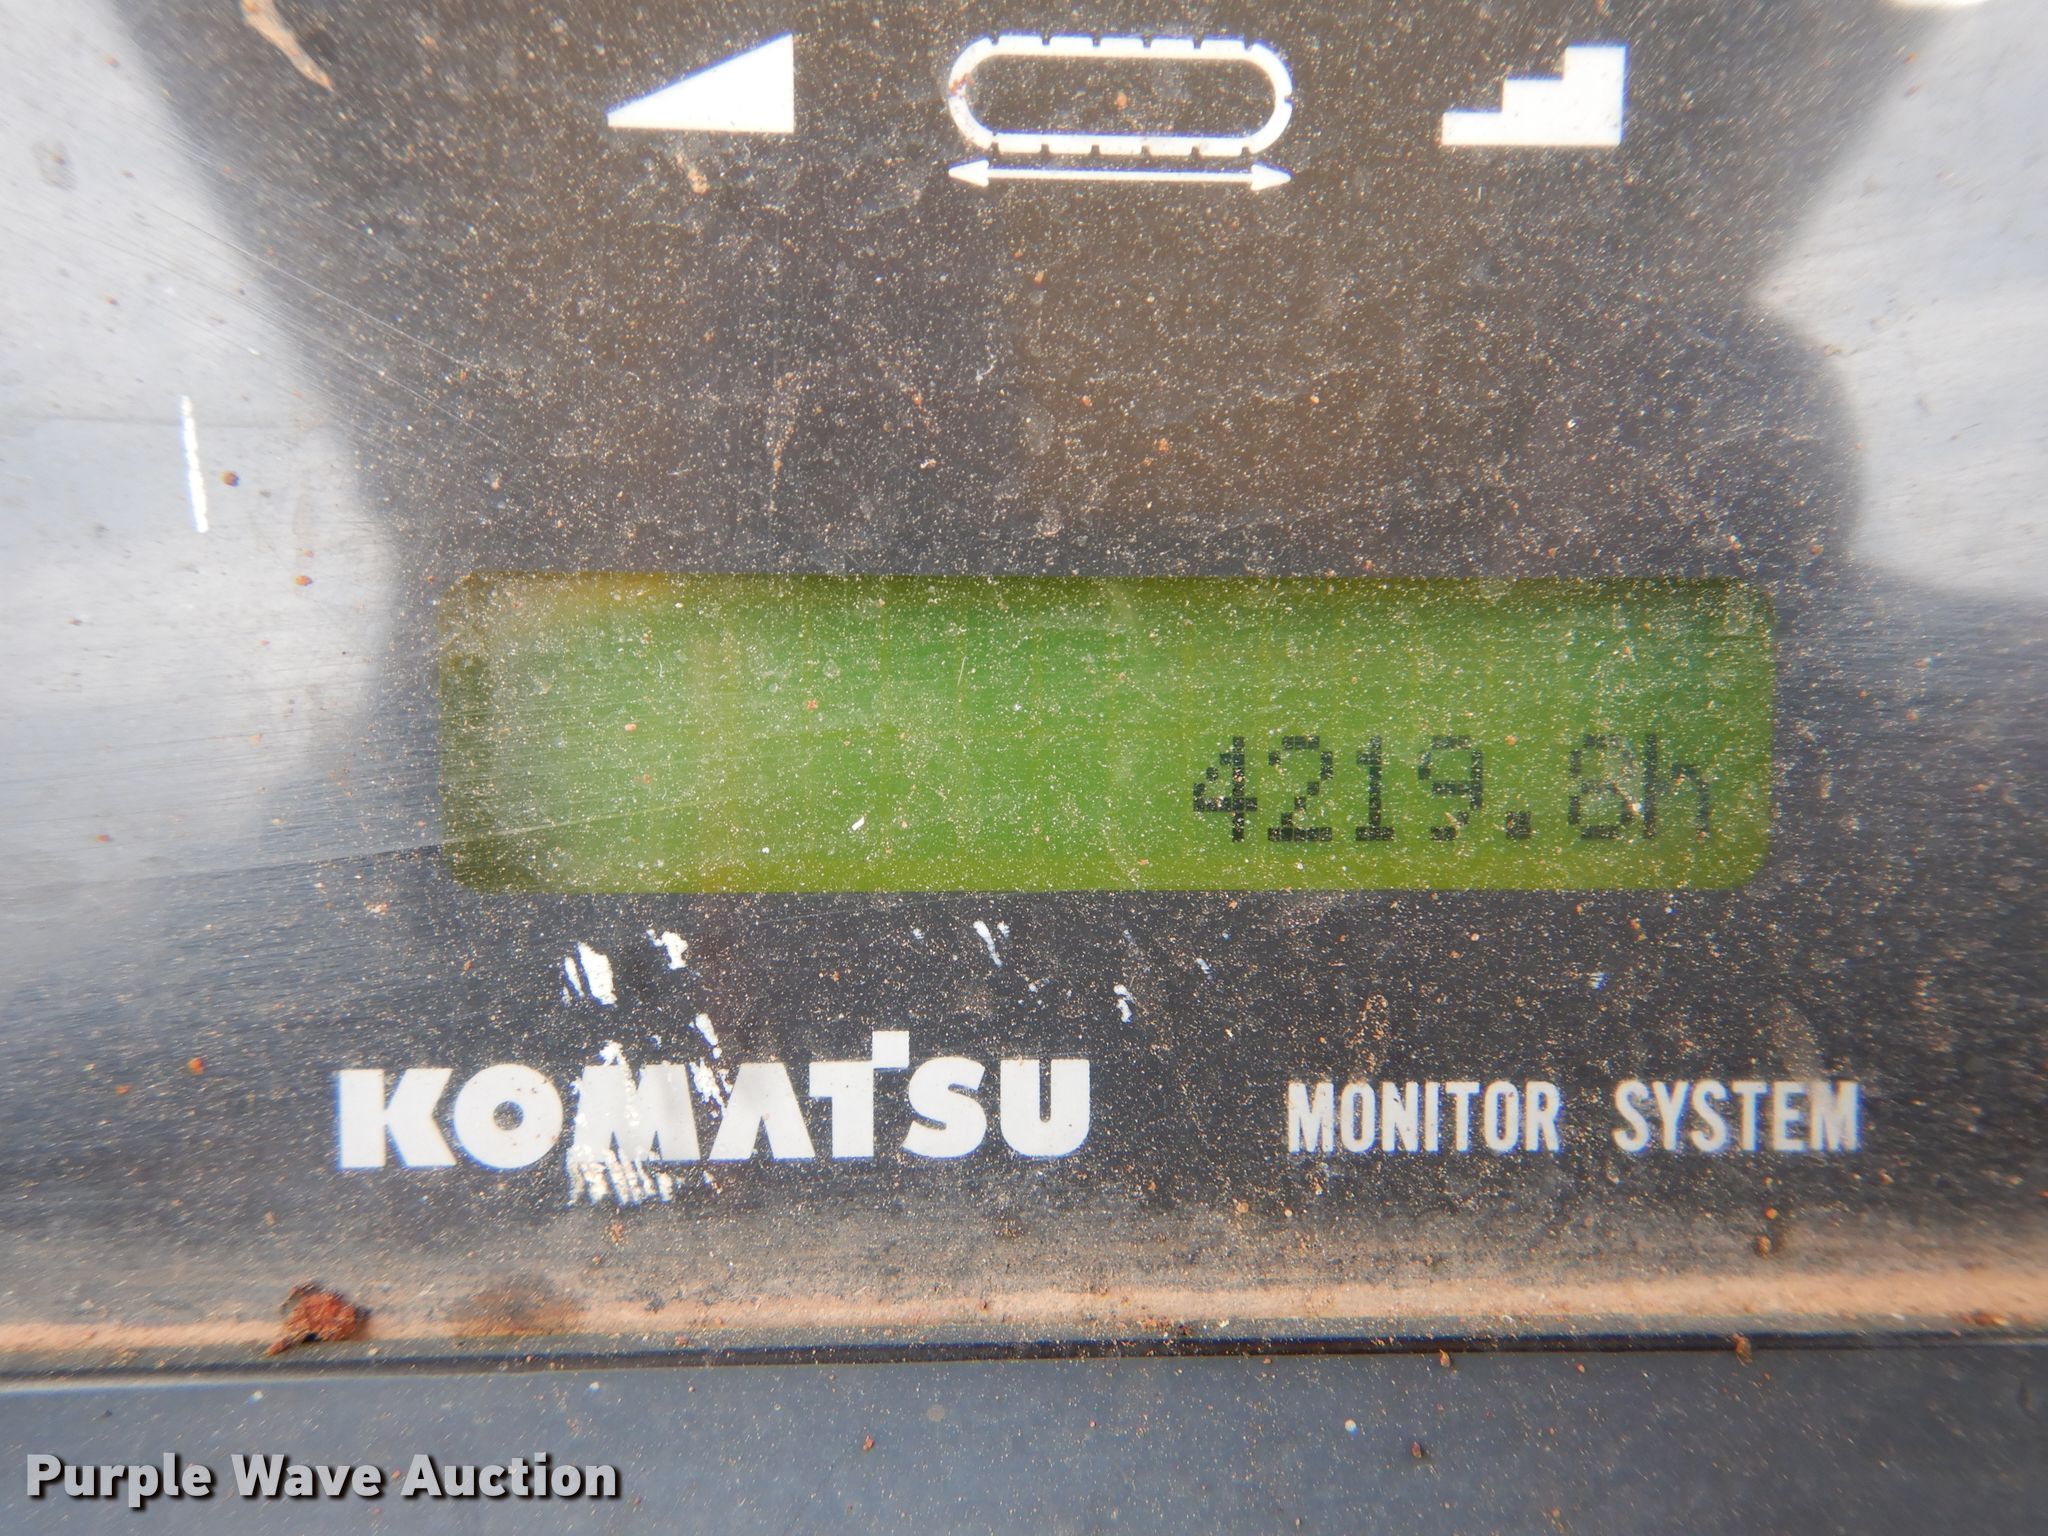 4219.8h
KOMATSU MONITOR SYSTEM
Purple Wave Auction